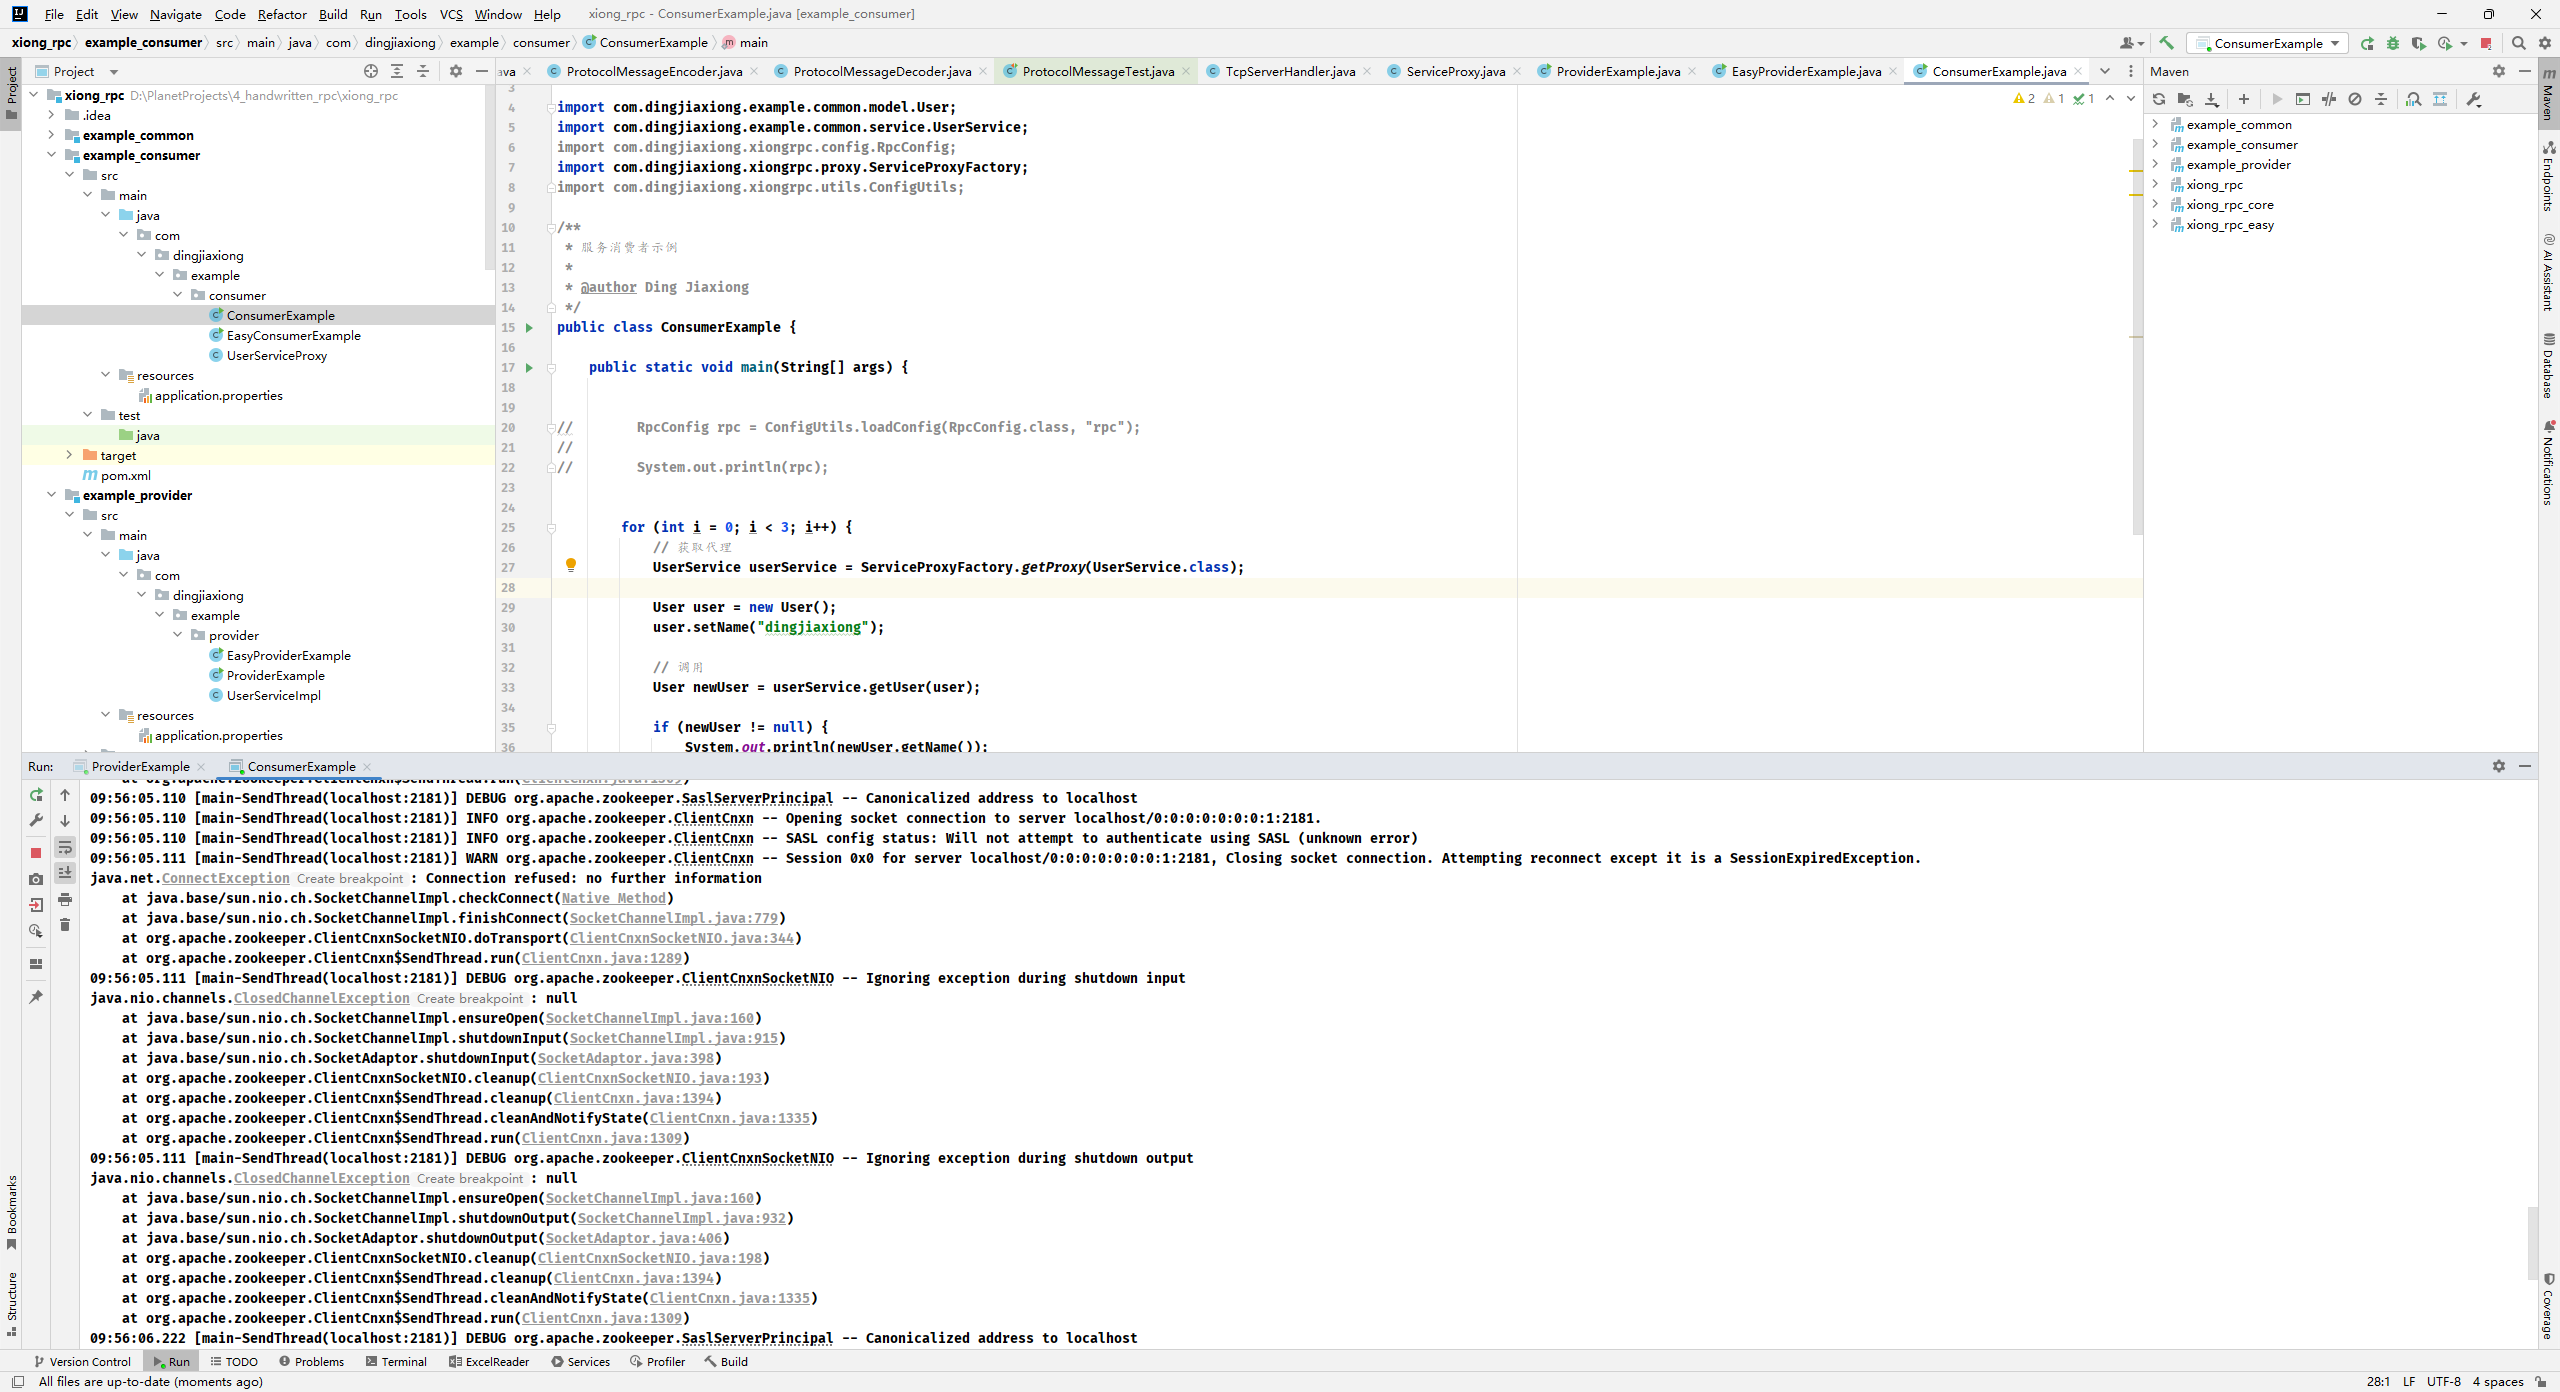 File Edit View Navigate Code Refactor Build Run Tools VCS Window Help xiong_rpc - ConsumerExample.java [example_consumer]
xiong_rpc example_consumer src main java com dingjiaxiong example consumer ConsumerExample main
ConsumerExample
Project
ava ProtocolMessageEncoder.java ProtocolMessageDecoder.java ProtocolMessageTest.java TcpServerHandler.java ServiceProxy.java ProviderExample.java EasyProviderExample.java ConsumerExample.java
Maven
Project
xiong_rpc D:\PlanetProjects\4_handwritten_rpc\xiong_rpc
.idea
example_common
example_consumer
src
main
java
com
dingjiaxiong
example
consumer
ConsumerExample
EasyConsumerExample
UserServiceProxy
resources
application.properties
test
java
target
pom.xml
example_provider
src
main
java
com
dingjiaxiong
example
provider
EasyProviderExample
ProviderExample
UserServiceImpl
resources
application.properties
2 1 1
3
4 import com.dingjiaxiong.example.common.model.User;
5 import com.dingjiaxiong.example.common.service.UserService;
6 import com.dingjiaxiong.xiongrpc.config.RpcConfig;
7 import com.dingjiaxiong.xiongrpc.proxy.ServiceProxyFactory;
8 import com.dingjiaxiong.xiongrpc.utils.ConfigUtils;
9
10 /**
11 * 服务消费者示例
12 *
13 * @author Ding Jiaxiong
14 */
15 public class ConsumerExample {
16
17 public static void main(String[] args) {
18
19
20 // RpcConfig rpc = ConfigUtils.loadConfig(RpcConfig.class, "rpc");
21 //
22 // System.out.println(rpc);
23
24
25 for (int i = 0; i < 3; i++) {
26 // 获取代理
27 UserService userService = ServiceProxyFactory.getProxy(UserService.class);
28
29 User user = new User();
30 user.setName("dingjiaxiong");
31
32 // 调用
33 User newUser = userService.getUser(user);
34
35 if (newUser != null) {
36 System.out.println(newUser.getName());
example_common
example_consumer
example_provider
xiong_rpc
xiong_rpc_core
xiong_rpc_easy
Maven
Endpoints
AI Assistant
Database
Notifications
Coverage
Bookmarks
Structure
Run: ProviderExample ConsumerExample
at org.apache.zookeeper.ClientCnxn$SendThread.run(ClientCnxn.java:1309)
09:56:05.110 [main-SendThread(localhost:2181)] DEBUG org.apache.zookeeper.SaslServerPrincipal -- Canonicalized address to localhost
09:56:05.110 [main-SendThread(localhost:2181)] INFO org.apache.zookeeper.ClientCnxn -- Opening socket connection to server localhost/0:0:0:0:0:0:0:1:2181.
09:56:05.110 [main-SendThread(localhost:2181)] INFO org.apache.zookeeper.ClientCnxn -- SASL config status: Will not attempt to authenticate using SASL (unknown error)
09:56:05.111 [main-SendThread(localhost:2181)] WARN org.apache.zookeeper.ClientCnxn -- Session 0x0 for server localhost/0:0:0:0:0:0:0:1:2181, Closing socket connection. Attempting reconnect except it is a SessionExpiredException.
java.net.ConnectException Create breakpoint : Connection refused: no further information
at java.base/sun.nio.ch.SocketChannelImpl.checkConnect(Native Method)
at java.base/sun.nio.ch.SocketChannelImpl.finishConnect(SocketChannelImpl.java:779)
at org.apache.zookeeper.ClientCnxnSocketNIO.doTransport(ClientCnxnSocketNIO.java:344)
at org.apache.zookeeper.ClientCnxn$SendThread.run(ClientCnxn.java:1289)
09:56:05.111 [main-SendThread(localhost:2181)] DEBUG org.apache.zookeeper.ClientCnxnSocketNIO -- Ignoring exception during shutdown input
java.nio.channels.ClosedChannelException Create breakpoint : null
at java.base/sun.nio.ch.SocketChannelImpl.ensureOpen(SocketChannelImpl.java:160)
at java.base/sun.nio.ch.SocketChannelImpl.shutdownInput(SocketChannelImpl.java:915)
at java.base/sun.nio.ch.SocketAdaptor.shutdownInput(SocketAdaptor.java:398)
at org.apache.zookeeper.ClientCnxnSocketNIO.cleanup(ClientCnxnSocketNIO.java:193)
at org.apache.zookeeper.ClientCnxn$SendThread.cleanup(ClientCnxn.java:1394)
at org.apache.zookeeper.ClientCnxn$SendThread.cleanAndNotifyState(ClientCnxn.java:1335)
at org.apache.zookeeper.ClientCnxn$SendThread.run(ClientCnxn.java:1309)
09:56:05.111 [main-SendThread(localhost:2181)] DEBUG org.apache.zookeeper.ClientCnxnSocketNIO -- Ignoring exception during shutdown output
java.nio.channels.ClosedChannelException Create breakpoint : null
at java.base/sun.nio.ch.SocketChannelImpl.ensureOpen(SocketChannelImpl.java:160)
at java.base/sun.nio.ch.SocketChannelImpl.shutdownOutput(SocketChannelImpl.java:932)
at java.base/sun.nio.ch.SocketAdaptor.shutdownOutput(SocketAdaptor.java:406)
at org.apache.zookeeper.ClientCnxnSocketNIO.cleanup(ClientCnxnSocketNIO.java:198)
at org.apache.zookeeper.ClientCnxn$SendThread.cleanup(ClientCnxn.java:1394)
at org.apache.zookeeper.ClientCnxn$SendThread.cleanAndNotifyState(ClientCnxn.java:1335)
at org.apache.zookeeper.ClientCnxn$SendThread.run(ClientCnxn.java:1309)
09:56:06.222 [main-SendThread(localhost:2181)] DEBUG org.apache.zookeeper.SaslServerPrincipal -- Canonicalized address to localhost
Version Control Run TODO Problems Terminal ExcelReader Services Profiler Build
All files are up-to-date (moments ago) 28:1 LF UTF-8 4 spaces